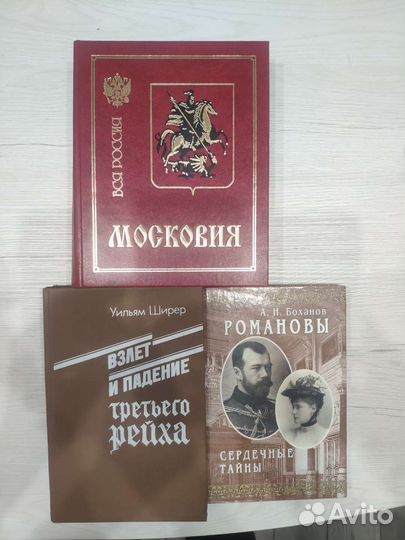 ВСЯ РОССИЯ
МОСКОВИЯ
Уильям Ширер
ВЗЛЕТ
И ПАДЕНИЕ
третьего
рейха
А. Н. Боханов
РОМАНОВЫ
СЕРДЕЧНЫЕ
ТАЙНЫ
Avito